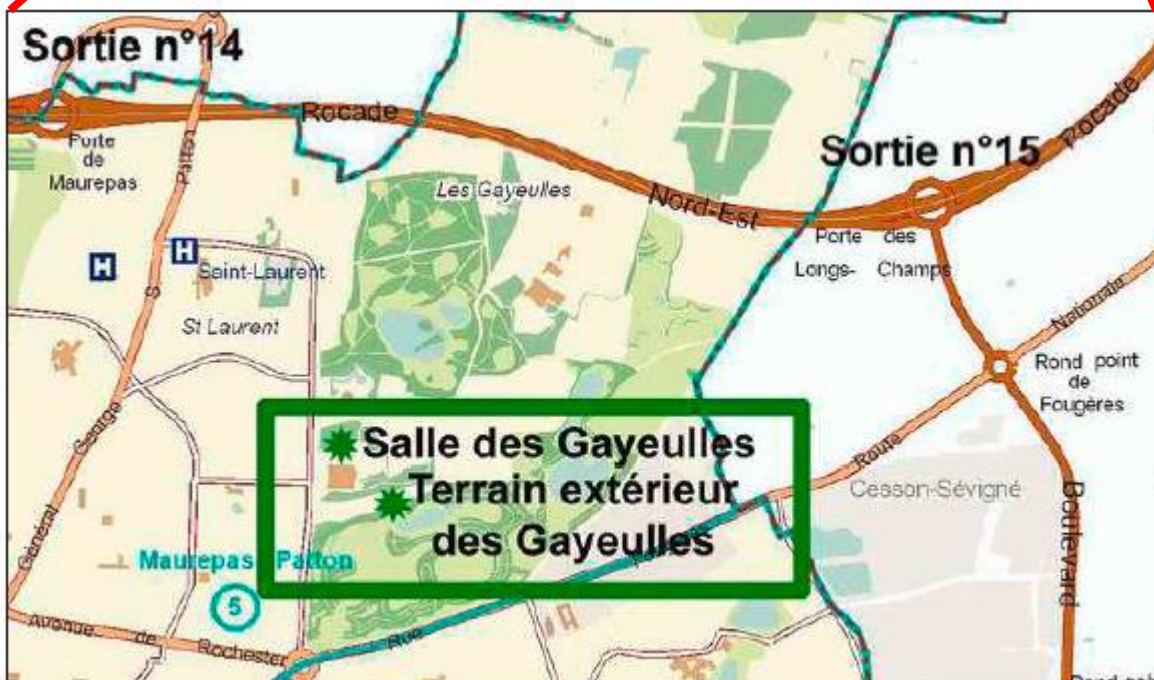 Sortie n°14
Rocade
Porte
de
Maurepas
Patton
Sortie n°15
Rocade
Les Gayeulles
Nord-Est
Porte des
Longs- Champs
H
H
Saint-Laurent
St Laurent
Nationale
Rond point
de
Fougères
George
Salle des Gayeulles
Terrain extérieur
des Gayeulles
Route
Cesson-Sévigné
Boulevard
Général
Maurepas Patton
5
Avenue de Rochester
Rue